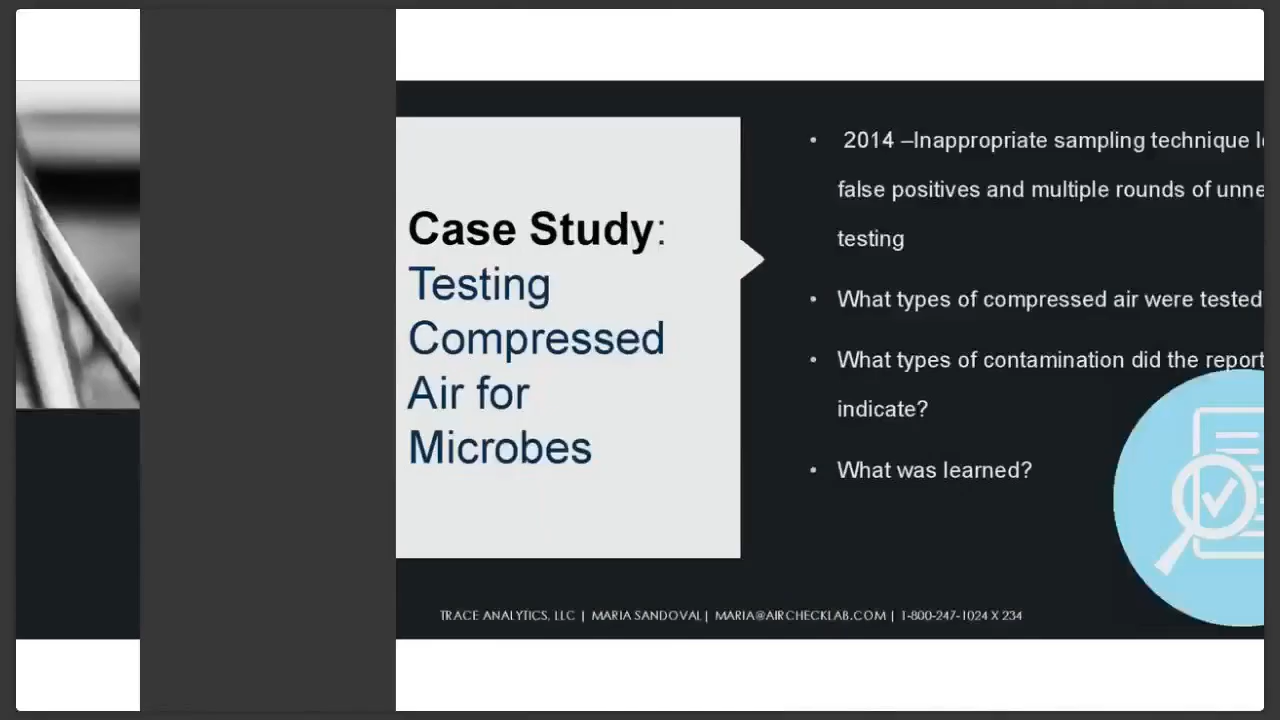 Case Study:
Testing
Compressed
Air for
Microbes
• 2014 –Inappropriate sampling technique
false positives and multiple rounds of
testing
• What types of compressed air were tested
• What types of contamination did the report
indicate?
• What was learned?
TRACE ANALYTICS, LLC | MARIA SANDOVAL | MARIA@AIRCHECKLAB.COM | 1-800-247-1024 X 234